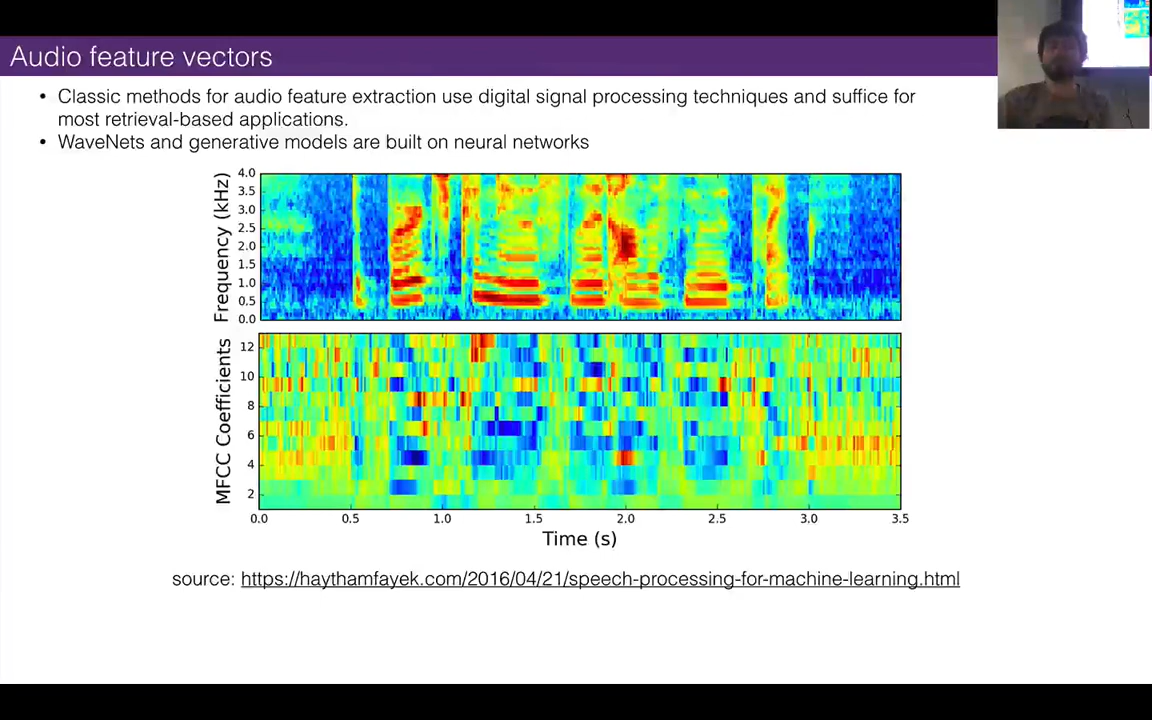 Audio feature vectors
• Classic methods for audio feature extraction use digital signal processing techniques and suffice for
most retrieval-based applications.
• WaveNets and generative models are built on neural networks
Frequency (kHz)
4.0
3.5
3.0
2.5
2.0
1.5
1.0
0.5
0.0
MFCC Coefficients
12
10
8
6
4
2
0.0 0.5 1.0 1.5 2.0 2.5 3.0 3.5
Time (s)
source: https://haythamfayek.com/2016/04/21/speech-processing-for-machine-learning.html